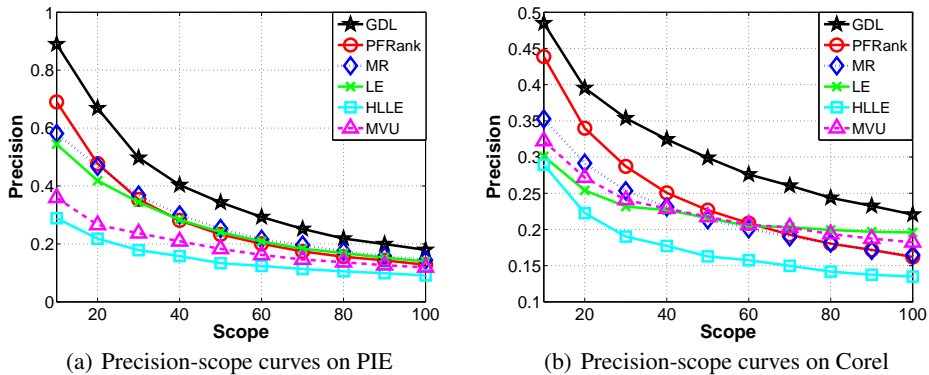 1
0.8
0.6
0.4
0.2
0
Precision
20 40 60 80 100
Scope
GDL
PFRank
MR
LE
HLLE
MVU
(a) Precision-scope curves on PIE
0.5
0.45
0.4
0.35
0.3
0.25
0.2
0.15
0.1
Precision
20 40 60 80 100
Scope
GDL
PFRank
MR
LE
HLLE
MVU
(b) Precision-scope curves on Corel